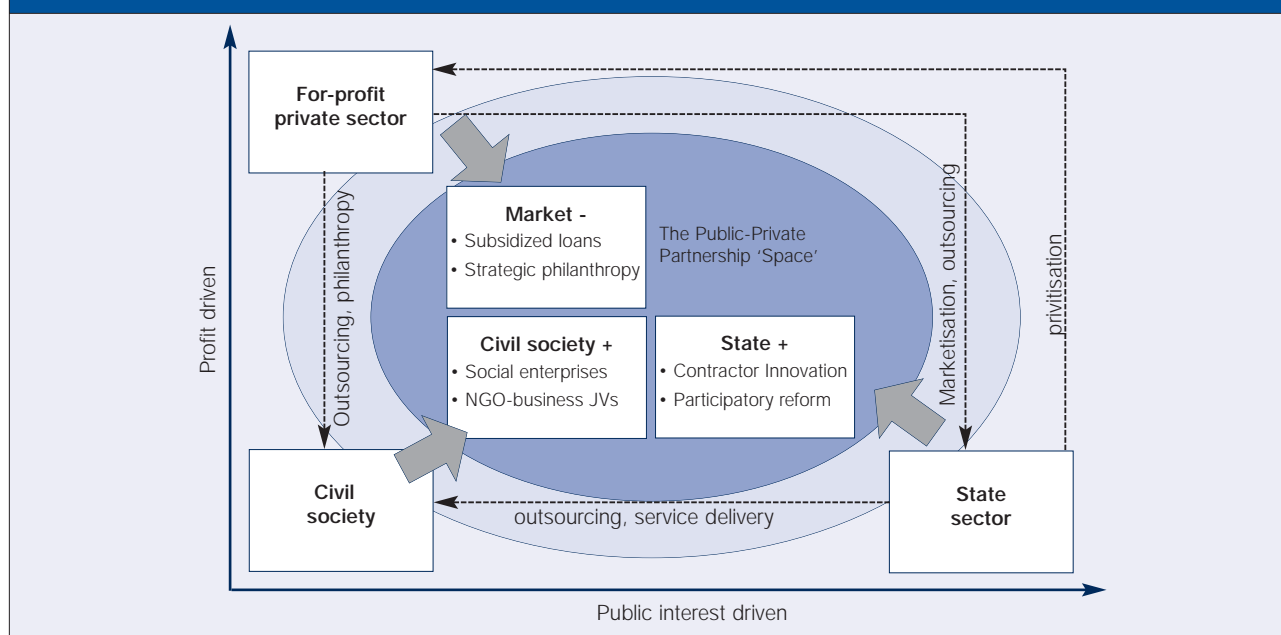 For-profit
private sector
Market -
• Subsidized loans
• Strategic philanthropy
The Public-Private
Partnership ‘Space’
Civil society +
• Social enterprises
• NGO-business JVs
State +
• Contractor Innovation
• Participatory reform
Profit driven
Outsourcing, philanthropy
Marketisation, outsourcing
privitisation
Civil
society
outsourcing, service delivery
State
sector
Public interest driven